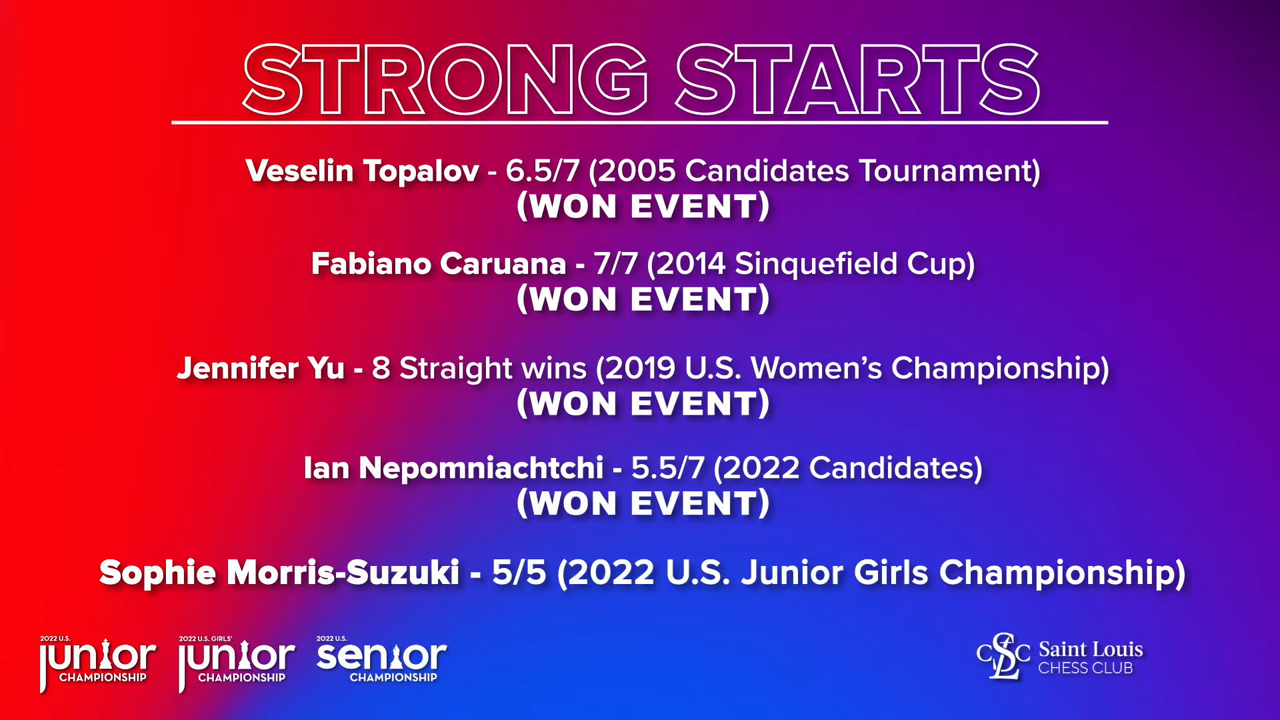 STRONG STARTS
Veselin Topalov - 6.5/7 (2005 Candidates Tournament)
(WON EVENT)
Fabiano Caruana - 7/7 (2014 Sinquefield Cup)
(WON EVENT)
Jennifer Yu - 8 Straight wins (2019 U.S. Women’s Championship)
(WON EVENT)
Ian Nepomniachtchi - 5.5/7 (2022 Candidates)
(WON EVENT)
Sophie Morris-Suzuki - 5/5 (2022 U.S. Junior Girls Championship)
2022 U.S.
junior
CHAMPIONSHIP
2022 U.S. GIRLS'
junior
CHAMPIONSHIP
2022 U.S.
senior
CHAMPIONSHIP
CSLC
Saint Louis
CHESS CLUB